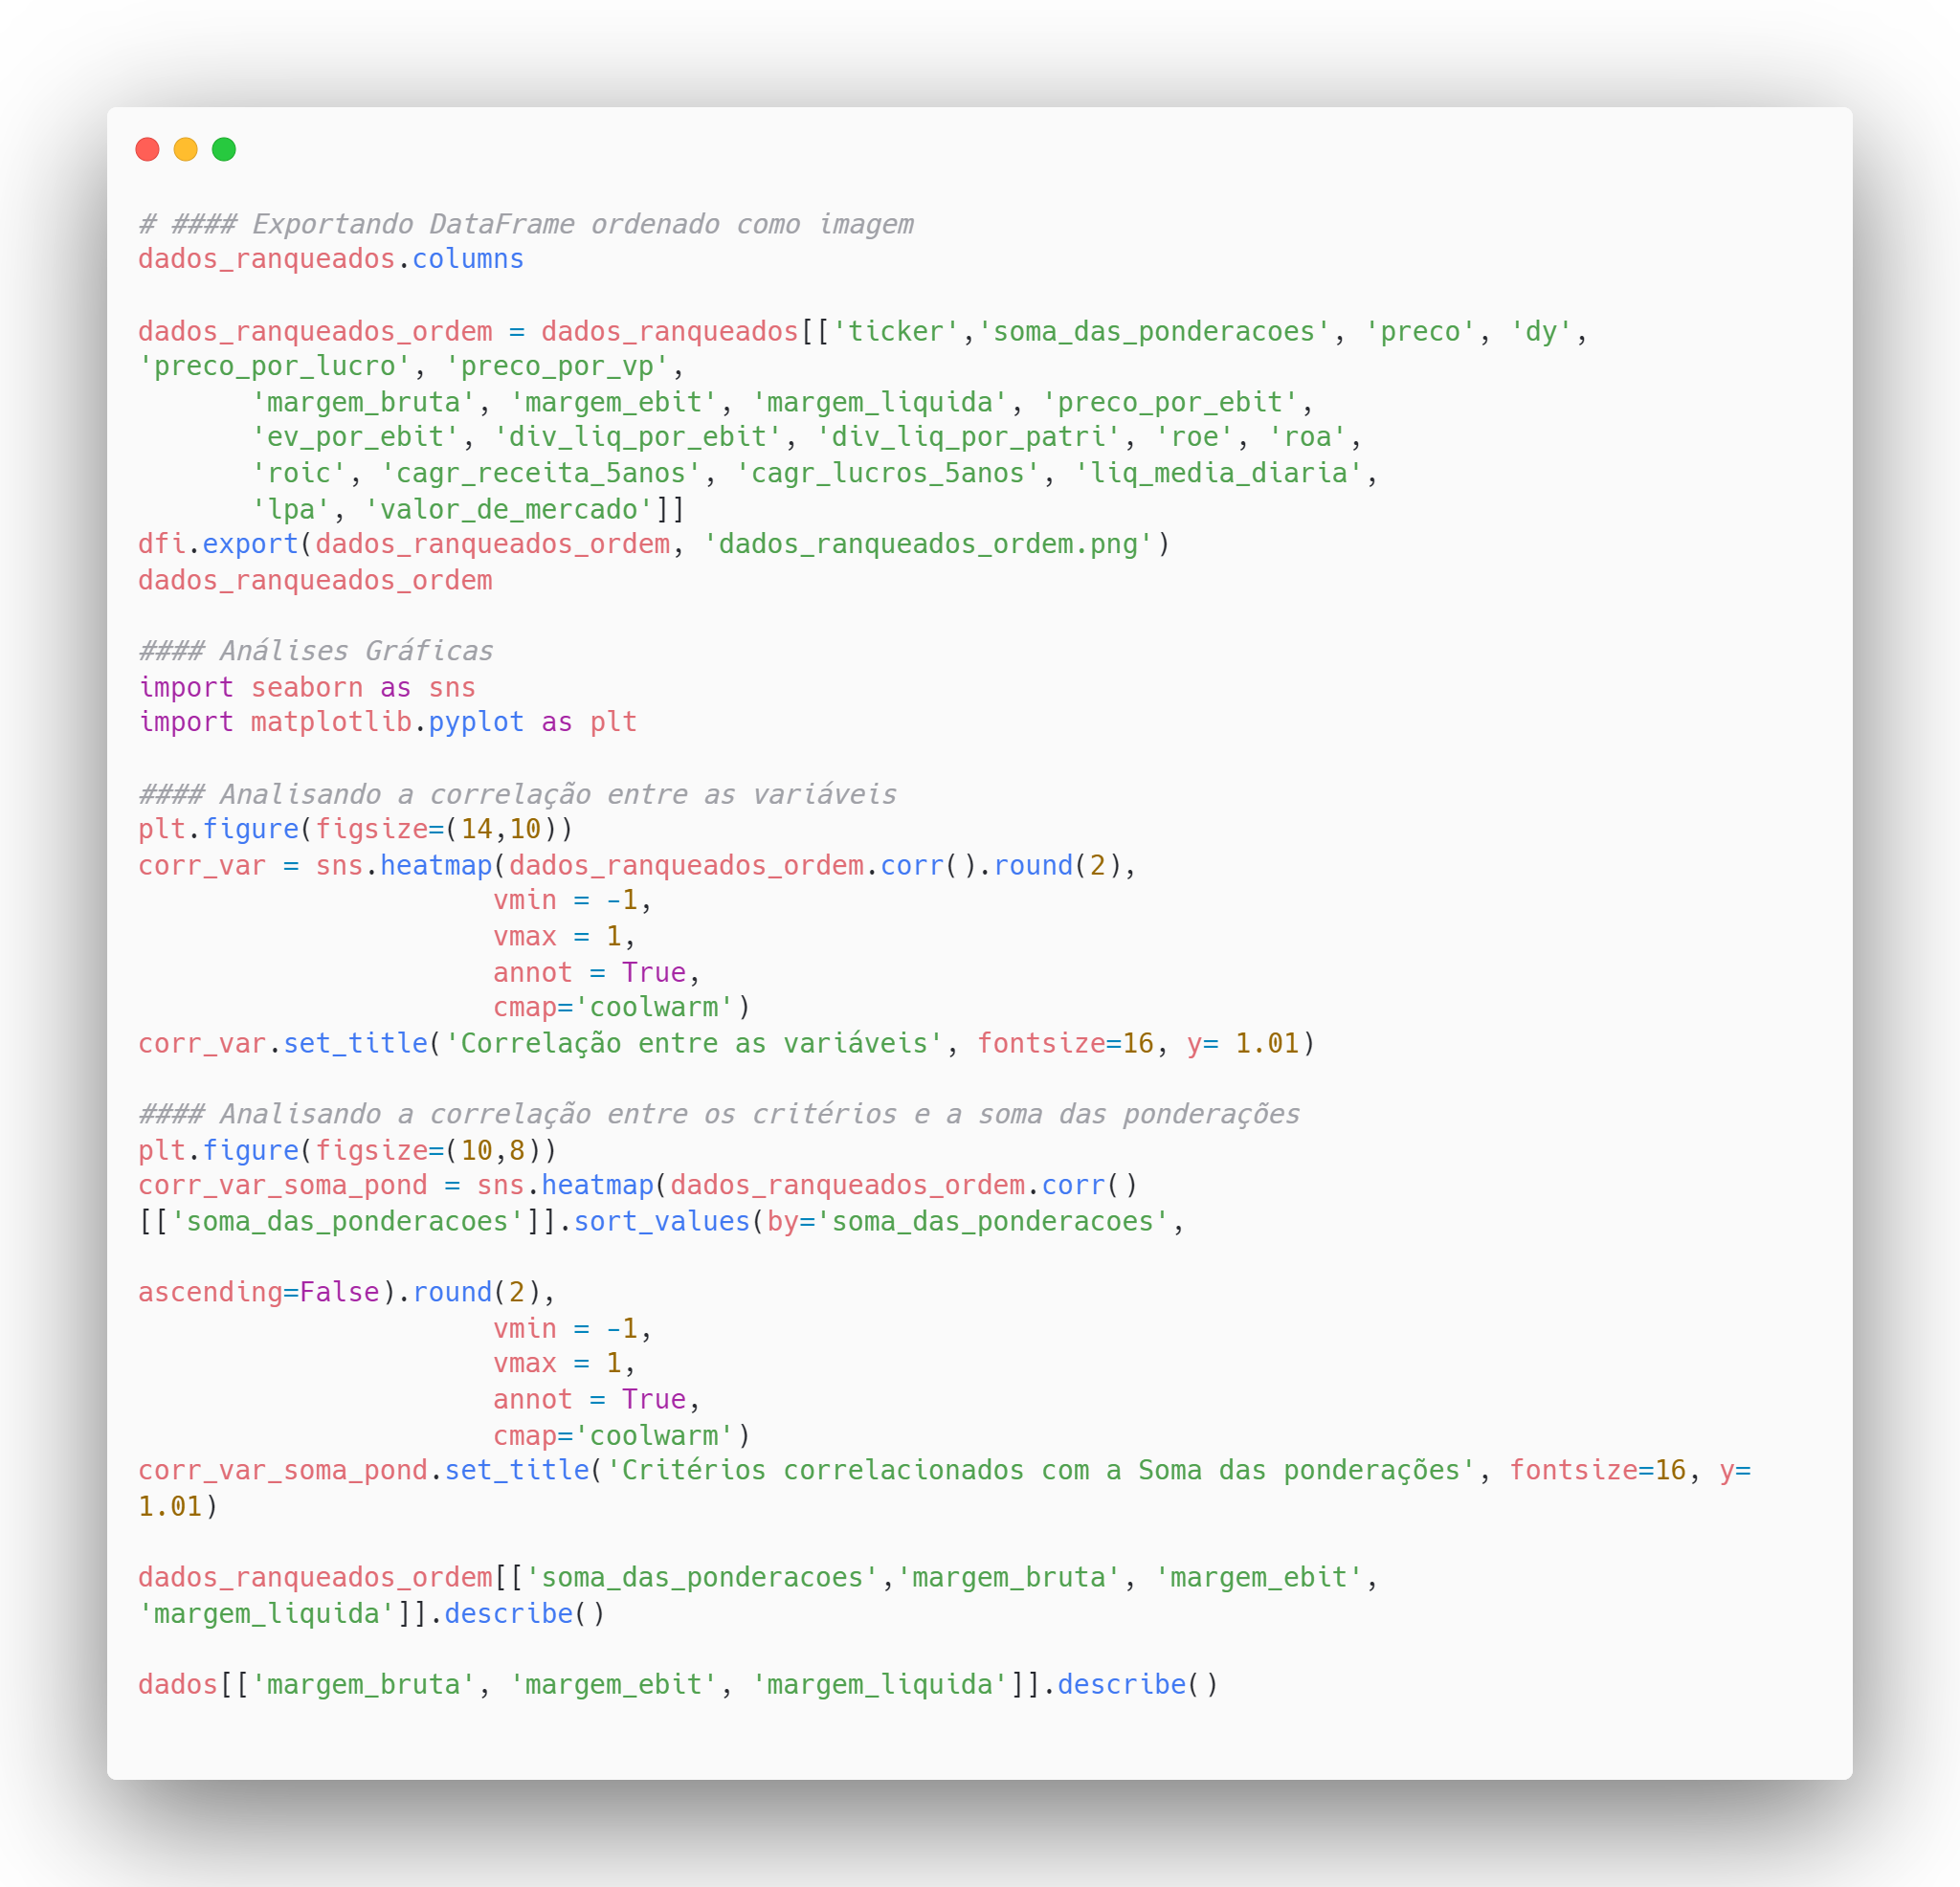 # #### Exportando DataFrame ordenado como imagem
dados_ranqueados.columns
dados_ranqueados_ordem = dados_ranqueados[['ticker','soma_das_ponderacoes', 'preco', 'dy',
'preco_por_lucro', 'preco_por_vp',
       'margem_bruta', 'margem_ebit', 'margem_liquida', 'preco_por_ebit',
       'ev_por_ebit', 'div_liq_por_ebit', 'div_liq_por_patri', 'roe', 'roa',
       'roic', 'cagr_receita_5anos', 'cagr_lucros_5anos', 'liq_media_diaria',
       'lpa', 'valor_de_mercado']]
dfi.export(dados_ranqueados_ordem, 'dados_ranqueados_ordem.png')
dados_ranqueados_ordem
#### Análises Gráficas
import seaborn as sns
import matplotlib.pyplot as plt
#### Analisando a correlação entre as variáveis
plt.figure(figsize=(14,10))
corr_var = sns.heatmap(dados_ranqueados_ordem.corr().round(2),
                      vmin = -1,
                      vmax = 1,
                      annot = True,
                      cmap='coolwarm')
corr_var.set_title('Correlação entre as variáveis', fontsize=16, y= 1.01)
#### Analisando a correlação entre os critérios e a soma das ponderações
plt.figure(figsize=(10,8))
corr_var_soma_pond = sns.heatmap(dados_ranqueados_ordem.corr()
[['soma_das_ponderacoes']].sort_values(by='soma_das_ponderacoes',
ascending=False).round(2),
                      vmin = -1,
                      vmax = 1,
                      annot = True,
                      cmap='coolwarm')
corr_var_soma_pond.set_title('Critérios correlacionados com a Soma das ponderações', fontsize=16, y=
1.01)
dados_ranqueados_ordem[['soma_das_ponderacoes','margem_bruta', 'margem_ebit',
'margem_liquida']].describe()
dados[['margem_bruta', 'margem_ebit', 'margem_liquida']].describe()